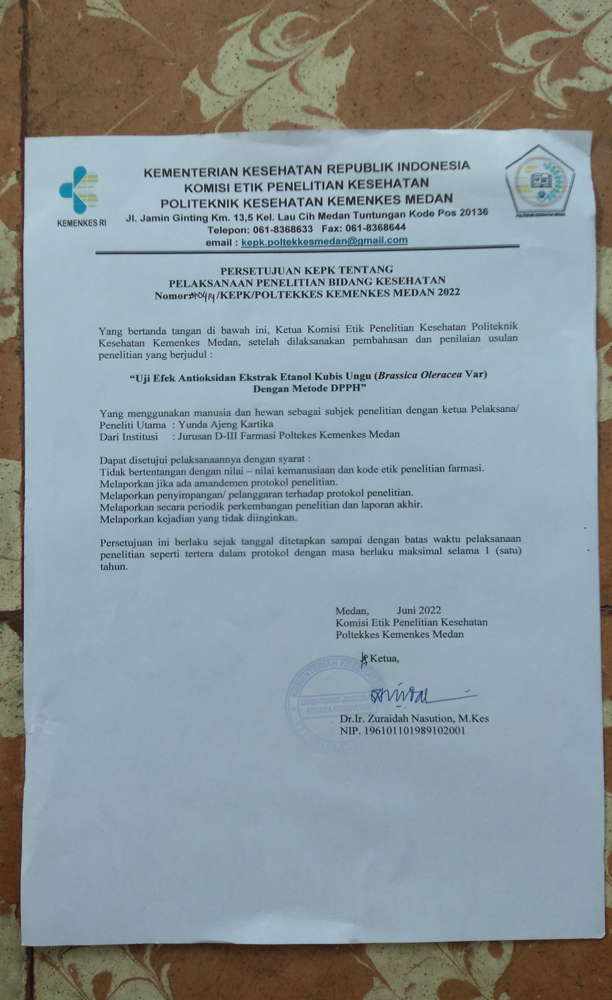 KEMENTERIAN KESEHATAN REPUBLIK INDONESIA
KOMISI ETIK PENELITIAN KESEHATAN
POLITEKNIK KESEHATAN KEMENKES MEDAN
KEMENKES RI
Jl. Jamin Ginting Km. 13,5 Kel. Lau Cih Medan Tuntungan Kode Pos 20136
Telepon: 061-8368633 Fax: 061-8368644
email : kepk.poltekkesmedan@gmail.com
PERSETUJUAN KEPK TENTANG
PELAKSANAAN PENELITIAN BIDANG KESEHATAN
Nomor: /KEPK/POLTEKKES KEMENKES MEDAN 2022
Yang bertanda tangan di bawah ini, Ketua Komisi Etik Penelitian Kesehatan Politeknik
Kesehatan Kemenkes Medan, setelah dilaksanakan pembahasan dan penilaian usulan
penelitian yang berjudul :
“Uji Efek Antioksidan Ekstrak Etanol Kubis Ungu (Brassica Oleracea Var)
Dengan Metode DPPH”
Yang menggunakan manusia dan hewan sebagai subjek penelitian dengan ketua Pelaksana/
Peneliti Utama : Yunda Ajeng Kartika
Dari Institusi : Jurusan D-III Farmasi Poltekes Kemenkes Medan
Dapat disetujui pelaksanaannya dengan syarat :
Tidak bertentangan dengan nilai – nilai kemanusiaan dan kode etik penelitian farmasi.
Melaporkan jika ada amandemen protokol penelitian.
Melaporkan penyimpangan/ pelanggaran terhadap protokol penelitian.
Melaporkan secara periodik perkembangan penelitian dan laporan akhir.
Melaporkan kejadian yang tidak diinginkan.
Persetujuan ini berlaku sejak tanggal ditetapkan sampai dengan batas waktu pelaksanaan
penelitian seperti tertera dalam protokol dengan masa berlaku maksimal selama 1 (satu)
tahun.
Medan, Juni 2022
Komisi Etik Penelitian Kesehatan
Poltekkes Kemenkes Medan
Ketua,
KEMENTERIAN KESEHATAN
DIREKTORAT JENDERAL
TENAGA KESEHATAN
REPUBLIK
Dr.Ir. Zuraidah Nasution, M.Kes
NIP. 196101101989102001